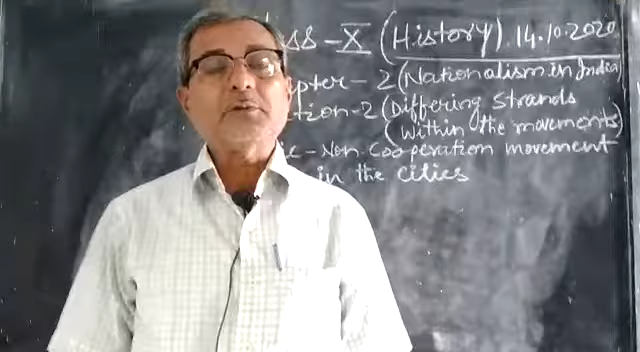 ss - X (History) 14.10.2020
pter - 2 (Nationalism in India)
tion - 2 (Differing strands
(Within the movements)
ic - Non-Cooperation movement
in the cities